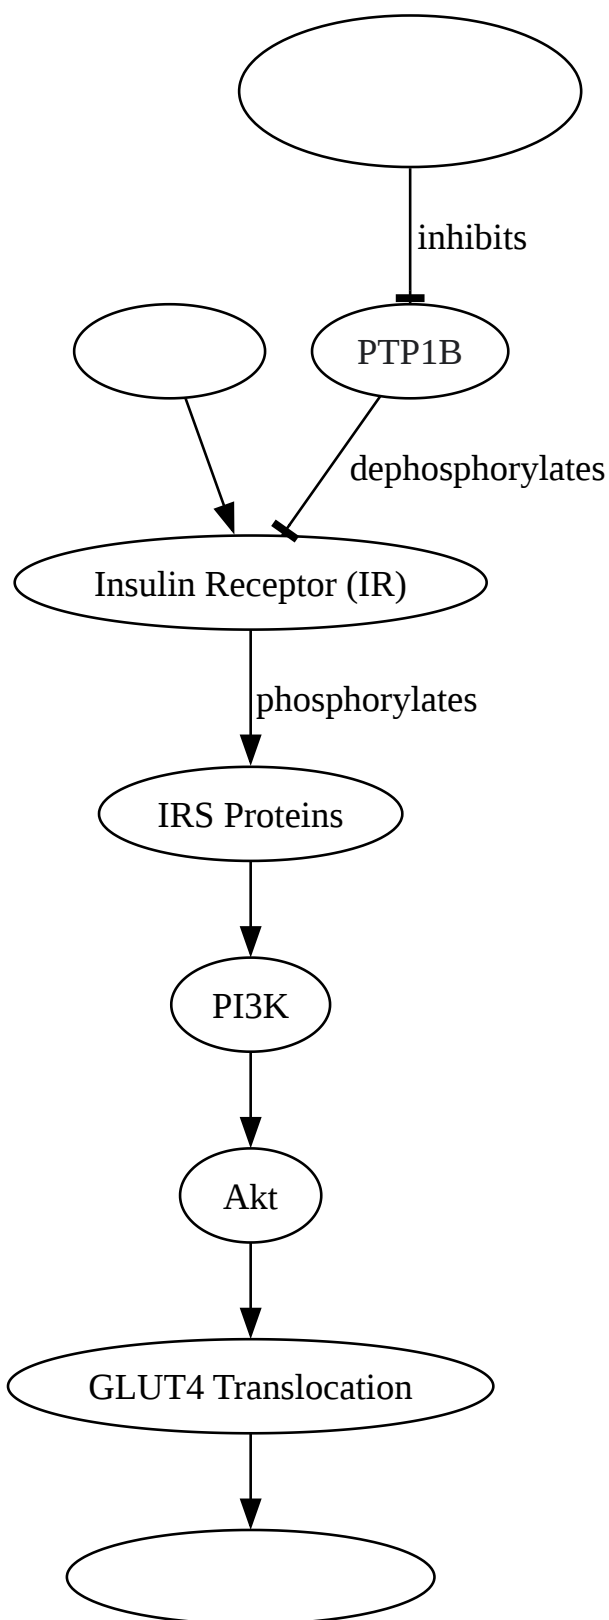 inhibits
PTP1B
dephosphorylates
Insulin Receptor (IR)
phosphorylates
IRS Proteins
PI3K
Akt
GLUT4 Translocation